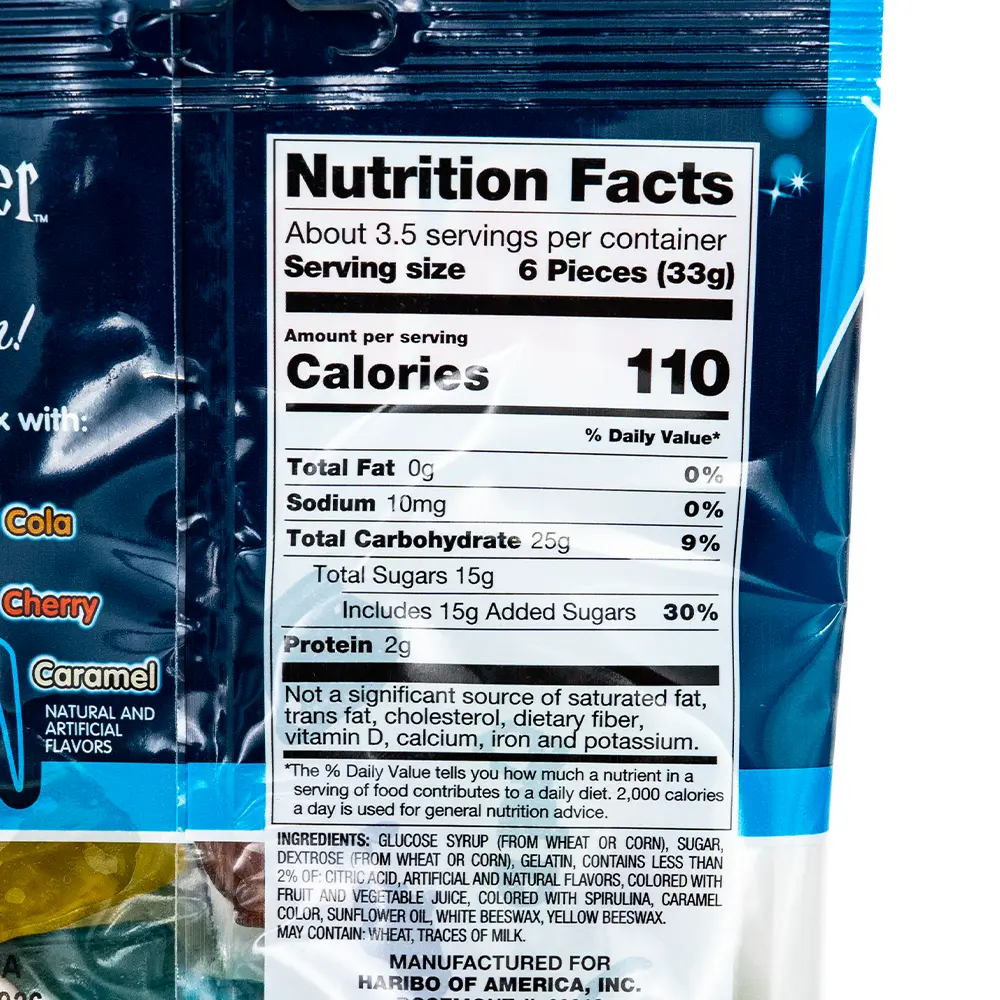 er™
n!
x with:
Cola
Cherry
Caramel
NATURAL AND
ARTIFICIAL
FLAVORS
Nutrition Facts
About 3.5 servings per container
Serving size 6 Pieces (33g)
Amount per serving
Calories 110
% Daily Value*
Total Fat 0g 0%
Sodium 10mg 0%
Total Carbohydrate 25g 9%
Total Sugars 15g
Includes 15g Added Sugars 30%
Protein 2g
Not a significant source of saturated fat,
trans fat, cholesterol, dietary fiber,
vitamin D, calcium, iron and potassium.
*The % Daily Value tells you how much a nutrient in a
serving of food contributes to a daily diet. 2,000 calories
a day is used for general nutrition advice.
INGREDIENTS: GLUCOSE SYRUP (FROM WHEAT OR CORN), SUGAR,
DEXTROSE (FROM WHEAT OR CORN), GELATIN, CONTAINS LESS THAN
2% OF: CITRIC ACID, ARTIFICIAL AND NATURAL FLAVORS, COLORED WITH
FRUIT AND VEGETABLE JUICE, COLORED WITH SPIRULINA, CARAMEL
COLOR, SUNFLOWER OIL, WHITE BEESWAX, YELLOW BEESWAX.
MAY CONTAIN: WHEAT, TRACES OF MILK.
MANUFACTURED FOR
HARIBO OF AMERICA, INC.